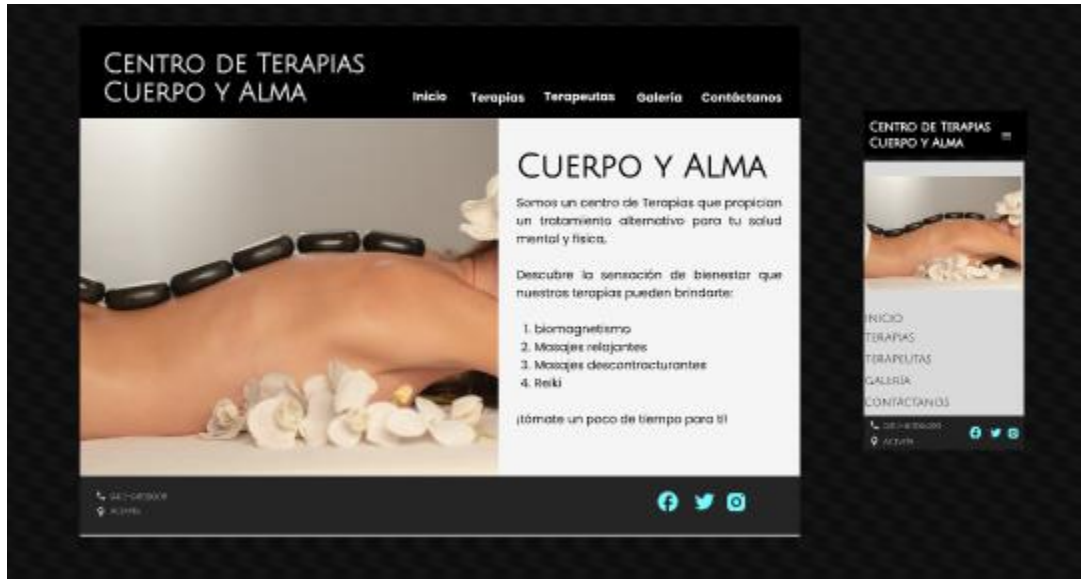 CENTRO DE TERAPIAS
CUERPO Y ALMA
Inicio Terapias Terapeutas Galería Contáctanos
CUERPO Y ALMA
Somos un centro de Terapias que propician
un tratamiento alternativo para tu salud
mental y física.
Descubre la sensación de bienestar que
nuestras terapias pueden brindarte:
1. biomagnetismo
2. Masajes relajantes
3. Masajes descontracturantes
4. Reiki
¡tómate un poco de tiempo para ti!
CENTRO DE TERAPIAS
CUERPO Y ALMA
INICIO
TERAPIAS
TERAPEUTAS
GALERÍA
CONTÁCTANOS